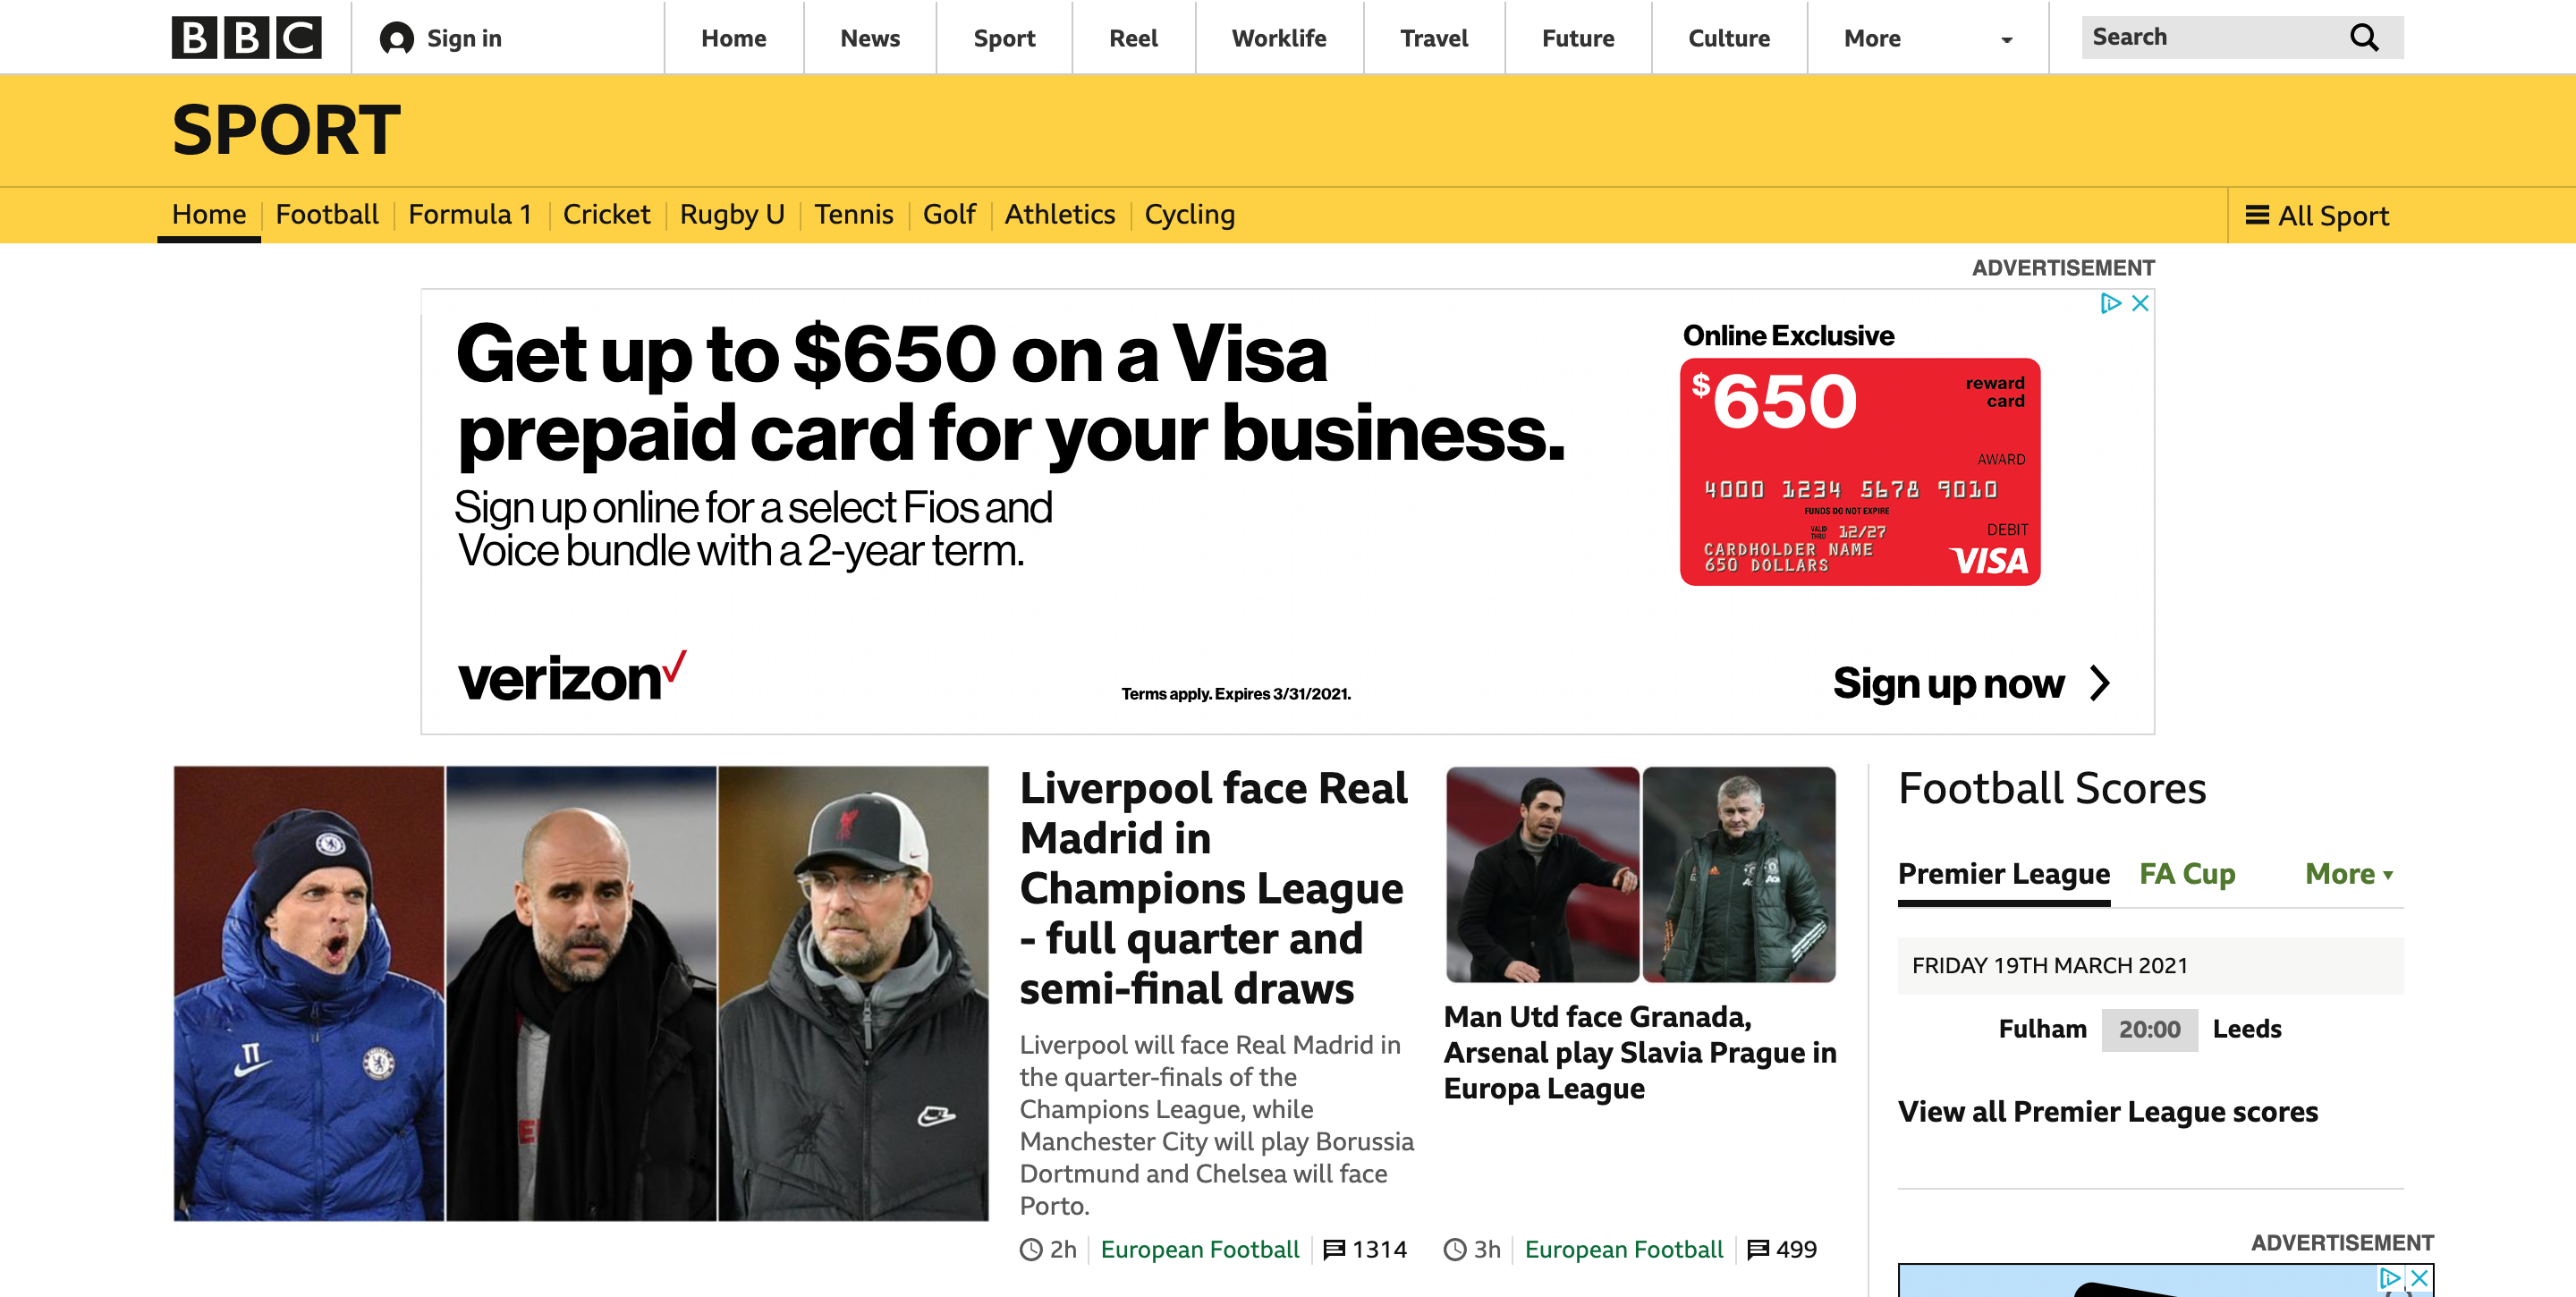 BBC
Sign in
Home
News
Sport
Reel
Worklife
Travel
Future
Culture
More
Search
SPORT
Home
Football
Formula 1
Cricket
Rugby U
Tennis
Golf
Athletics
Cycling
All Sport
ADVERTISEMENT
Get up to $650 on a Visa
prepaid card for your business.
Sign up online for a select Fios and
Voice bundle with a 2-year term.
verizon
Terms apply. Expires 3/31/2021.
Online Exclusive
$650
reward
card
AWARD
4000 1234 5678 9010
FUNDS DO NOT EXPIRE
VALID
THRU
12/27
DEBIT
CARDHOLDER NAME
650 DOLLARS
VISA
Sign up now
TT
Liverpool face Real
Madrid in
Champions League
- full quarter and
semi-final draws
Liverpool will face Real Madrid in
the quarter-finals of the
Champions League, while
Manchester City will play Borussia
Dortmund and Chelsea will face
Porto.
2h
European Football
1314
Man Utd face Granada,
Arsenal play Slavia Prague in
Europa League
3h
European Football
499
Football Scores
Premier League
FA Cup
More
FRIDAY 19TH MARCH 2021
Fulham 20:00 Leeds
View all Premier League scores
ADVERTISEMENT